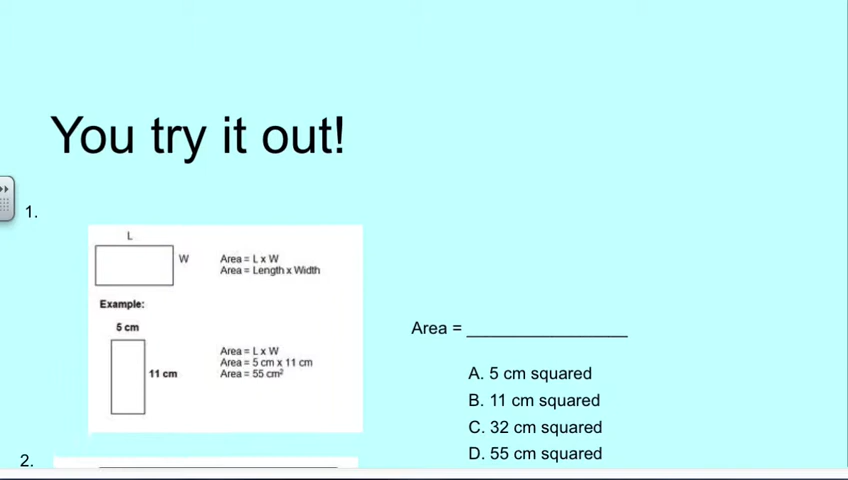 You try it out!
1.
L
W
Area = L x W
Area = Length x Width
Example:
5 cm
11 cm
Area = L x W
Area = 5 cm x 11 cm
Area = 55 cm²
Area = _________________
A. 5 cm squared
B. 11 cm squared
C. 32 cm squared
D. 55 cm squared
2.